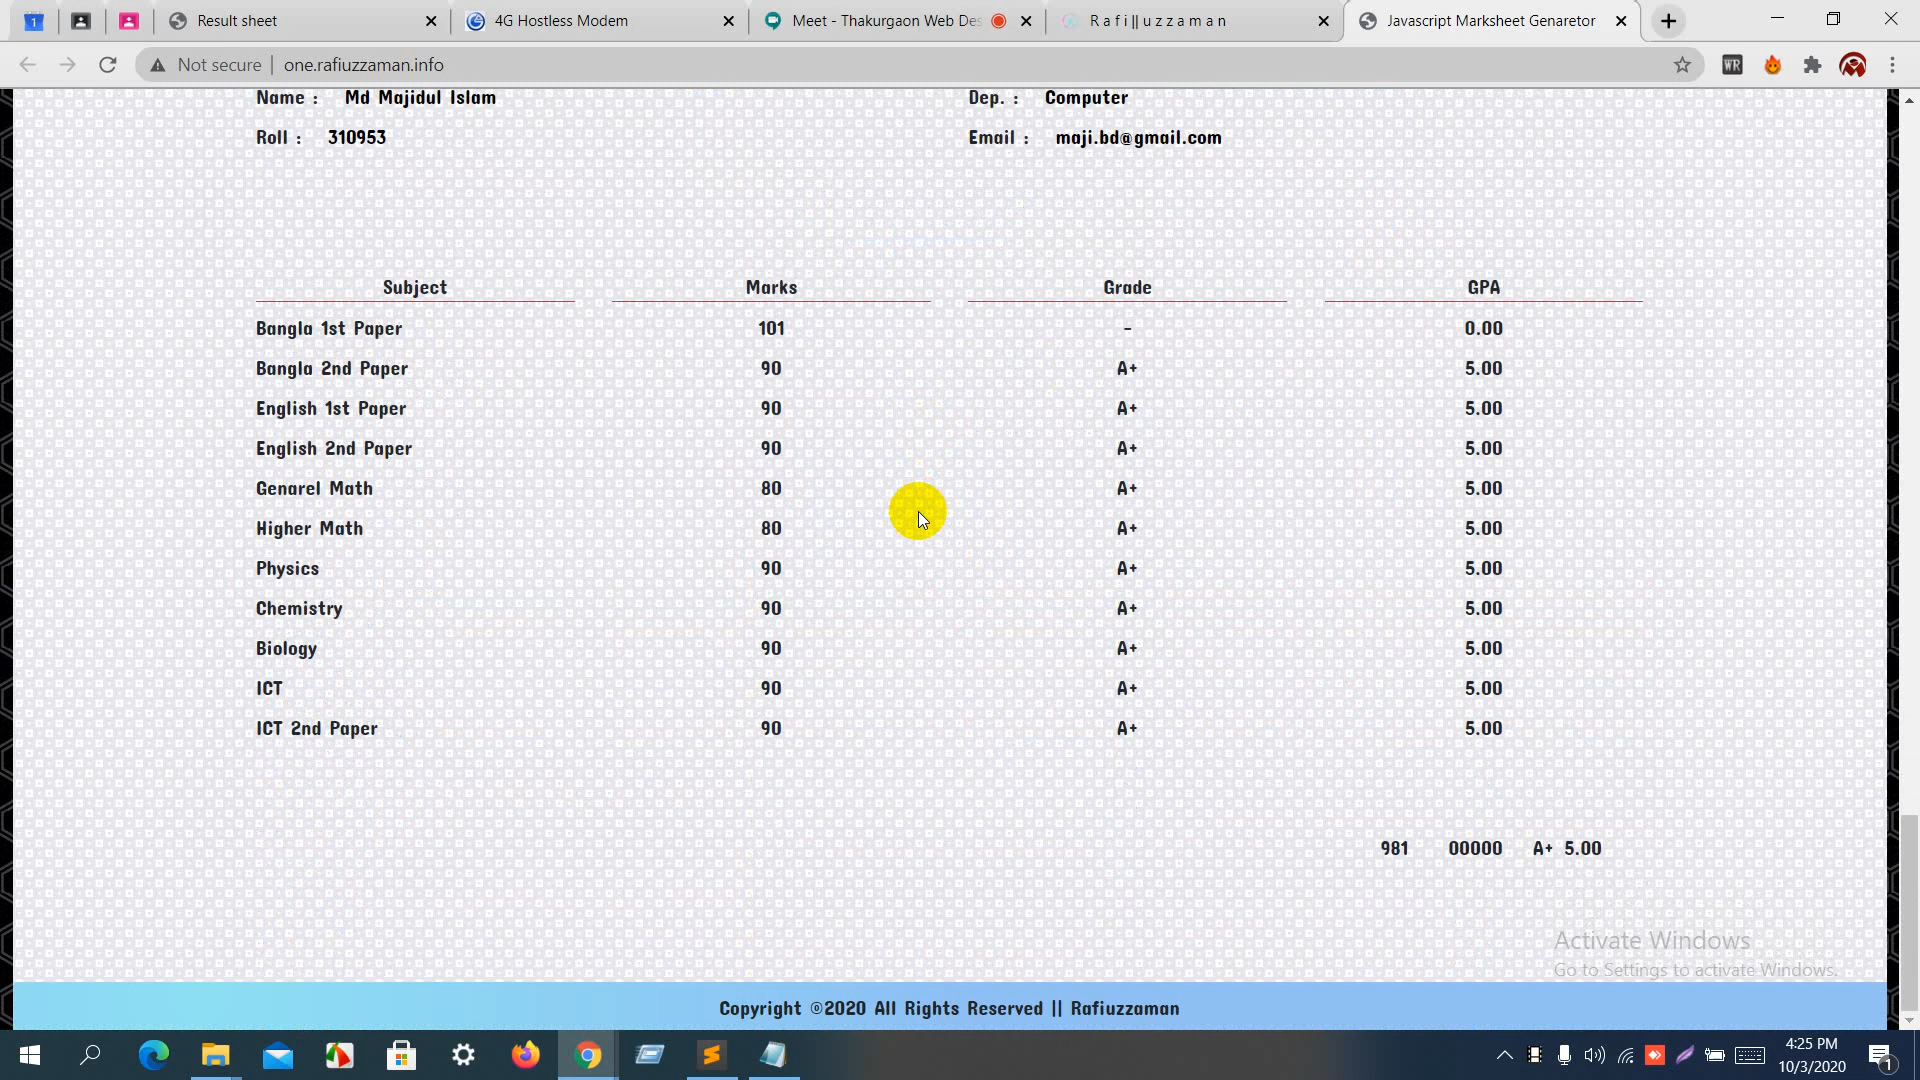 1 Result sheet 4G Hostless Modem Meet - Thakurgaon Web Des R a f i || u z z a m a n Javascript Marksheet Genaretor
Not secure one.rafiuzzaman.info WR
Name : Md Majidul Islam Dep. : Computer
Roll : 310953 Email : maji.bd@gmail.com
Subject Marks Grade GPA
Bangla 1st Paper 101 - 0.00
Bangla 2nd Paper 90 A+ 5.00
English 1st Paper 90 A+ 5.00
English 2nd Paper 90 A+ 5.00
Genarel Math 80 A+ 5.00
Higher Math 80 A+ 5.00
Physics 90 A+ 5.00
Chemistry 90 A+ 5.00
Biology 90 A+ 5.00
ICT 90 A+ 5.00
ICT 2nd Paper 90 A+ 5.00
981 00000 A+ 5.00
Activate Windows
Go to Settings to activate Windows.
Copyright ©2020 All Rights Reserved || Rafiuzzaman
4:25 PM
10/3/2020 1